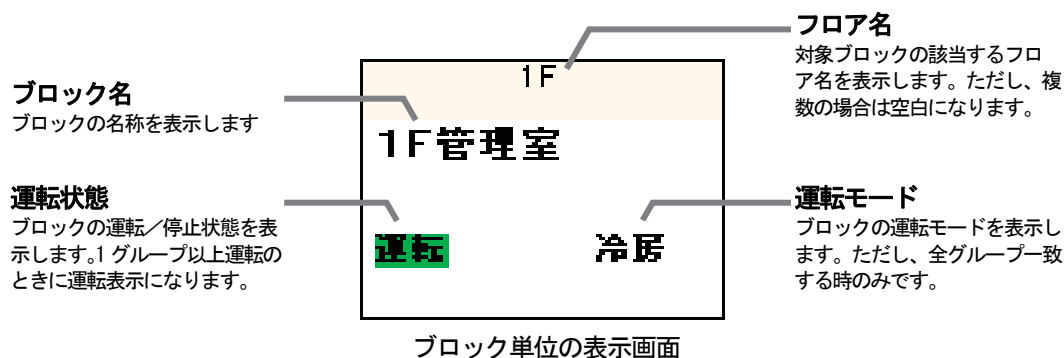 フロア名
対象ブロックの該当するフロ
ア名を表示します。ただし、複
数の場合は空白になります。
ブロック名
ブロックの名称を表示します
1F
1F管理室
運転状態
ブロックの運転／停止状態を表
示します。1 グループ以上運転の
ときに運転表示になります。
運転
冷房
運転モード
ブロックの運転モードを表示し
ます。ただし、全グループ一致
する時のみです。
ブロック単位の表示画面